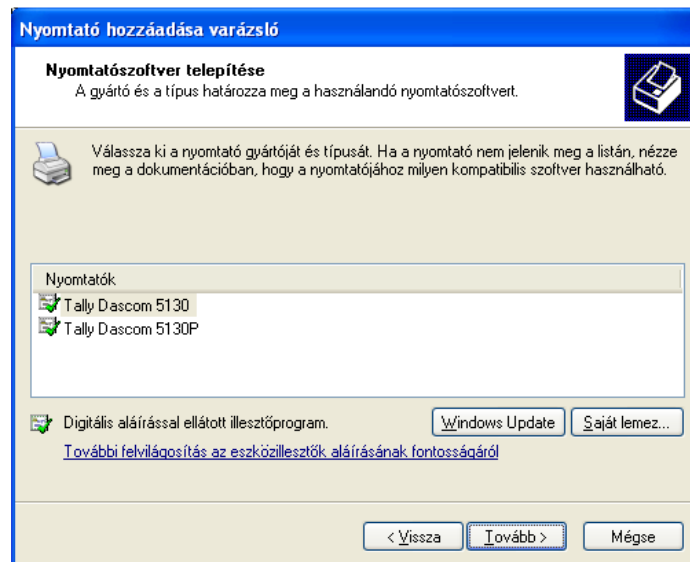 Nyomtató hozzáadása varázsló
Nyomtatószoftver telepítése
A gyártó és a típus határozza meg a használandó nyomtatószoftvert.
Válassza ki a nyomtató gyártóját és típusát. Ha a nyomtató nem jelenik meg a listán, nézze
meg a dokumentációban, hogy a nyomtatójához milyen kompatibilis szoftver használható.
Nyomtatók
Tally Dascom 5130
Tally Dascom 5130P
Digitális aláírással ellátott illesztőprogram.
Windows Update
Saját lemez...
További felvilágosítás az eszközillesztők aláírásának fontosságáról
< Vissza
Tovább >
Mégse